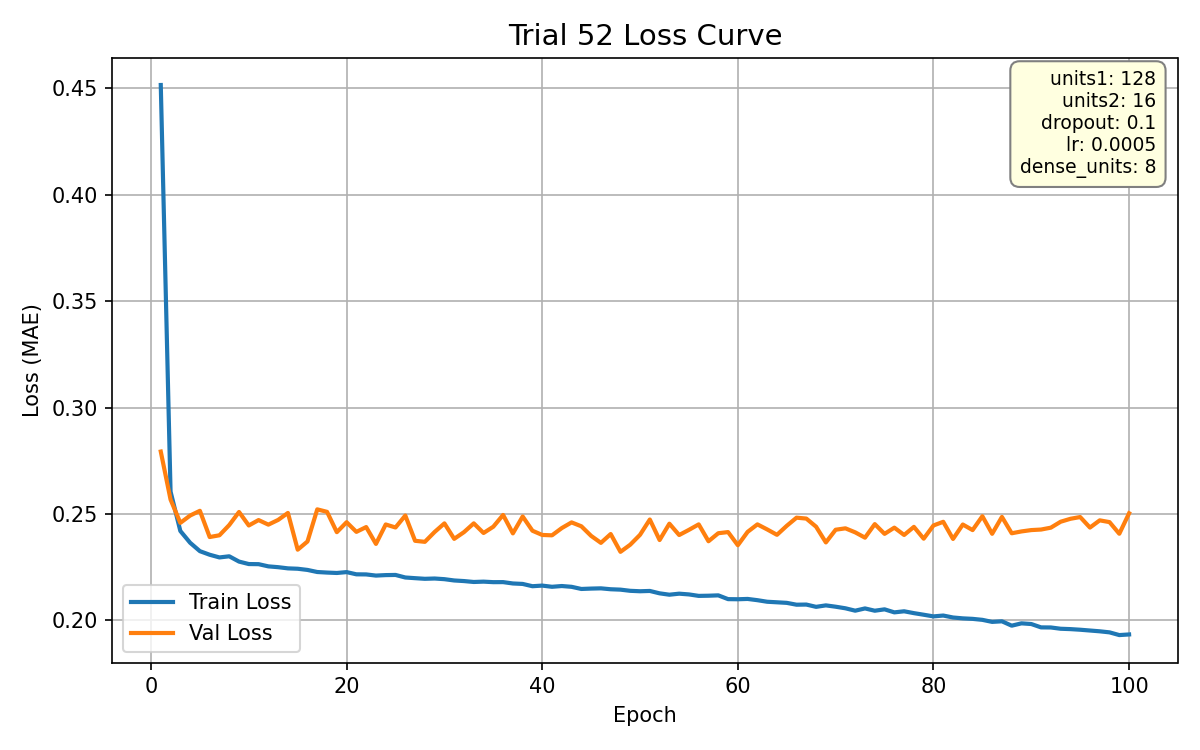 Trial 52 Loss Curve
units1: 128
units2: 16
dropout: 0.1
lr: 0.0005
dense_units: 8
Loss (MAE)
0.45
0.40
0.35
0.30
0.25
0.20
Train Loss
Val Loss
0
20
40
60
80
100
Epoch